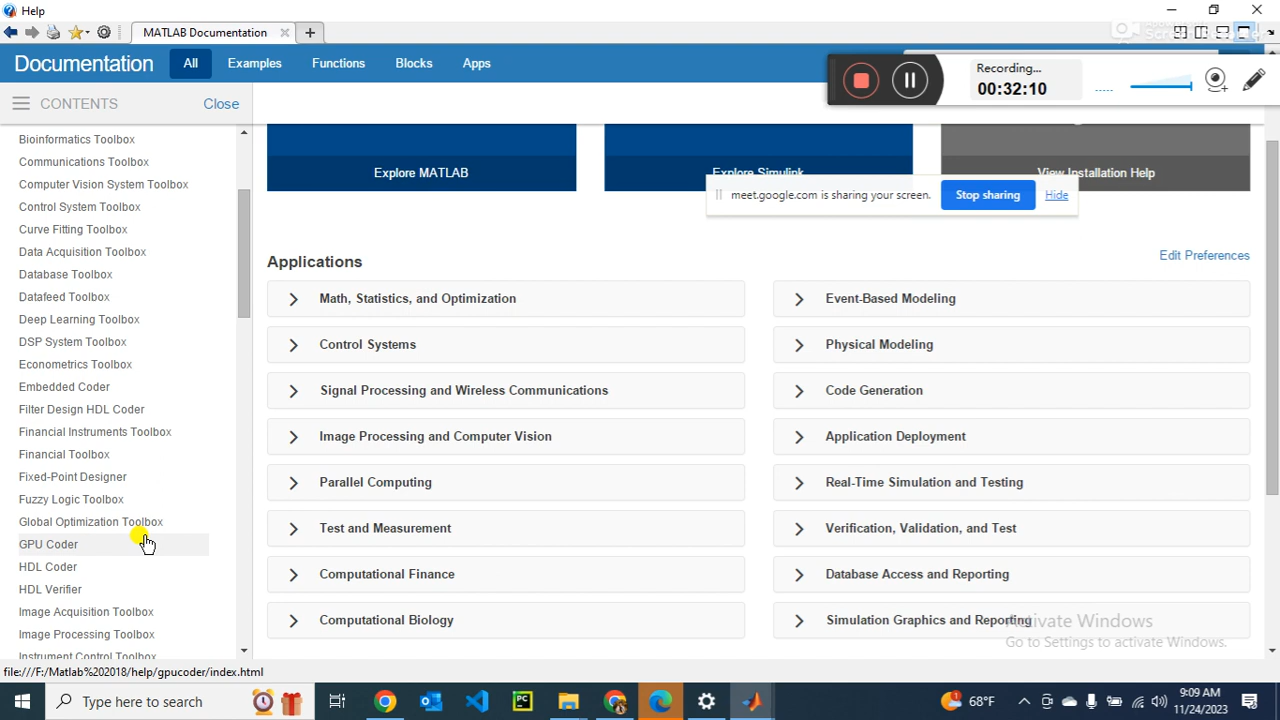 Help
MATLAB Documentation
Documentation
All
Examples
Functions
Blocks
Apps
Recording...
00:32:10
CONTENTS
Close
Bioinformatics Toolbox
Communications Toolbox
Computer Vision System Toolbox
Control System Toolbox
Curve Fitting Toolbox
Data Acquisition Toolbox
Database Toolbox
Datafeed Toolbox
Deep Learning Toolbox
DSP System Toolbox
Econometrics Toolbox
Embedded Coder
Filter Design HDL Coder
Financial Instruments Toolbox
Financial Toolbox
Fixed-Point Designer
Fuzzy Logic Toolbox
Global Optimization Toolbox
GPU Coder
HDL Coder
HDL Verifier
Image Acquisition Toolbox
Image Processing Toolbox
Instrument Control Toolbox
Explore MATLAB
Explore Simulink
View Installation Help
meet.google.com is sharing your screen.
Stop sharing
Hide
Applications
Edit Preferences
Math, Statistics, and Optimization
Control Systems
Signal Processing and Wireless Communications
Image Processing and Computer Vision
Parallel Computing
Test and Measurement
Computational Finance
Computational Biology
Event-Based Modeling
Physical Modeling
Code Generation
Application Deployment
Real-Time Simulation and Testing
Verification, Validation, and Test
Database Access and Reporting
Simulation Graphics and Reporting
Activate Windows
Go to Settings to activate Windows.
file:///F:/Matlab%202018/help/gpucoder/index.html
Type here to search
68°F
9:09 AM
11/24/2023